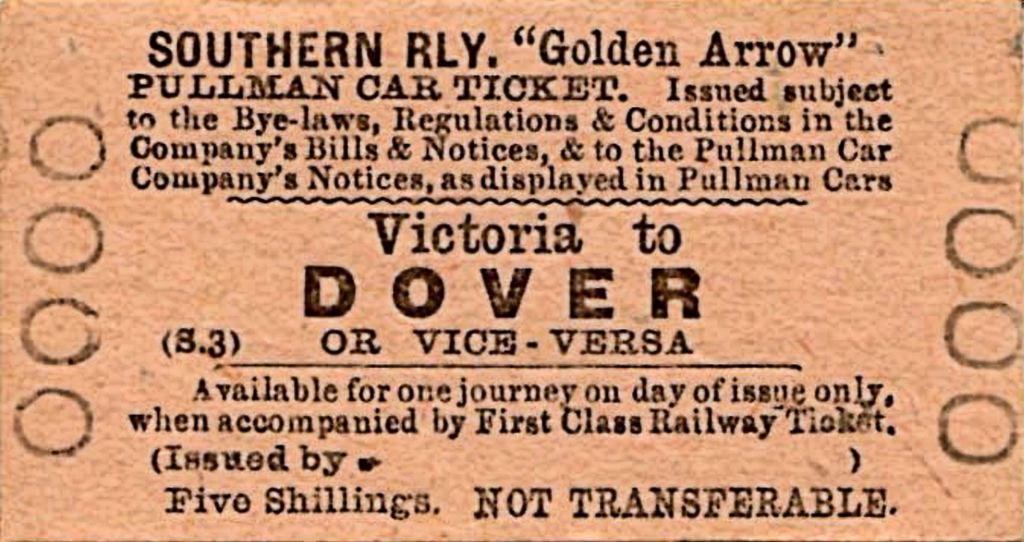 SOUTHERN RLY. "Golden Arrow"
PULLMAN CAR TICKET. Issued subject
to the Bye-laws, Regulations & Conditions in the
Company's Bills & Notices, & to the Pullman Car
Company's Notices, as displayed in Pullman Cars
Victoria to
DOVER
(S.3) OR VICE-VERSA
Available for one journey on day of issue only,
when accompanied by First Class Railway Ticket.
(Issued by )
Five Shillings. NOT TRANSFERABLE.